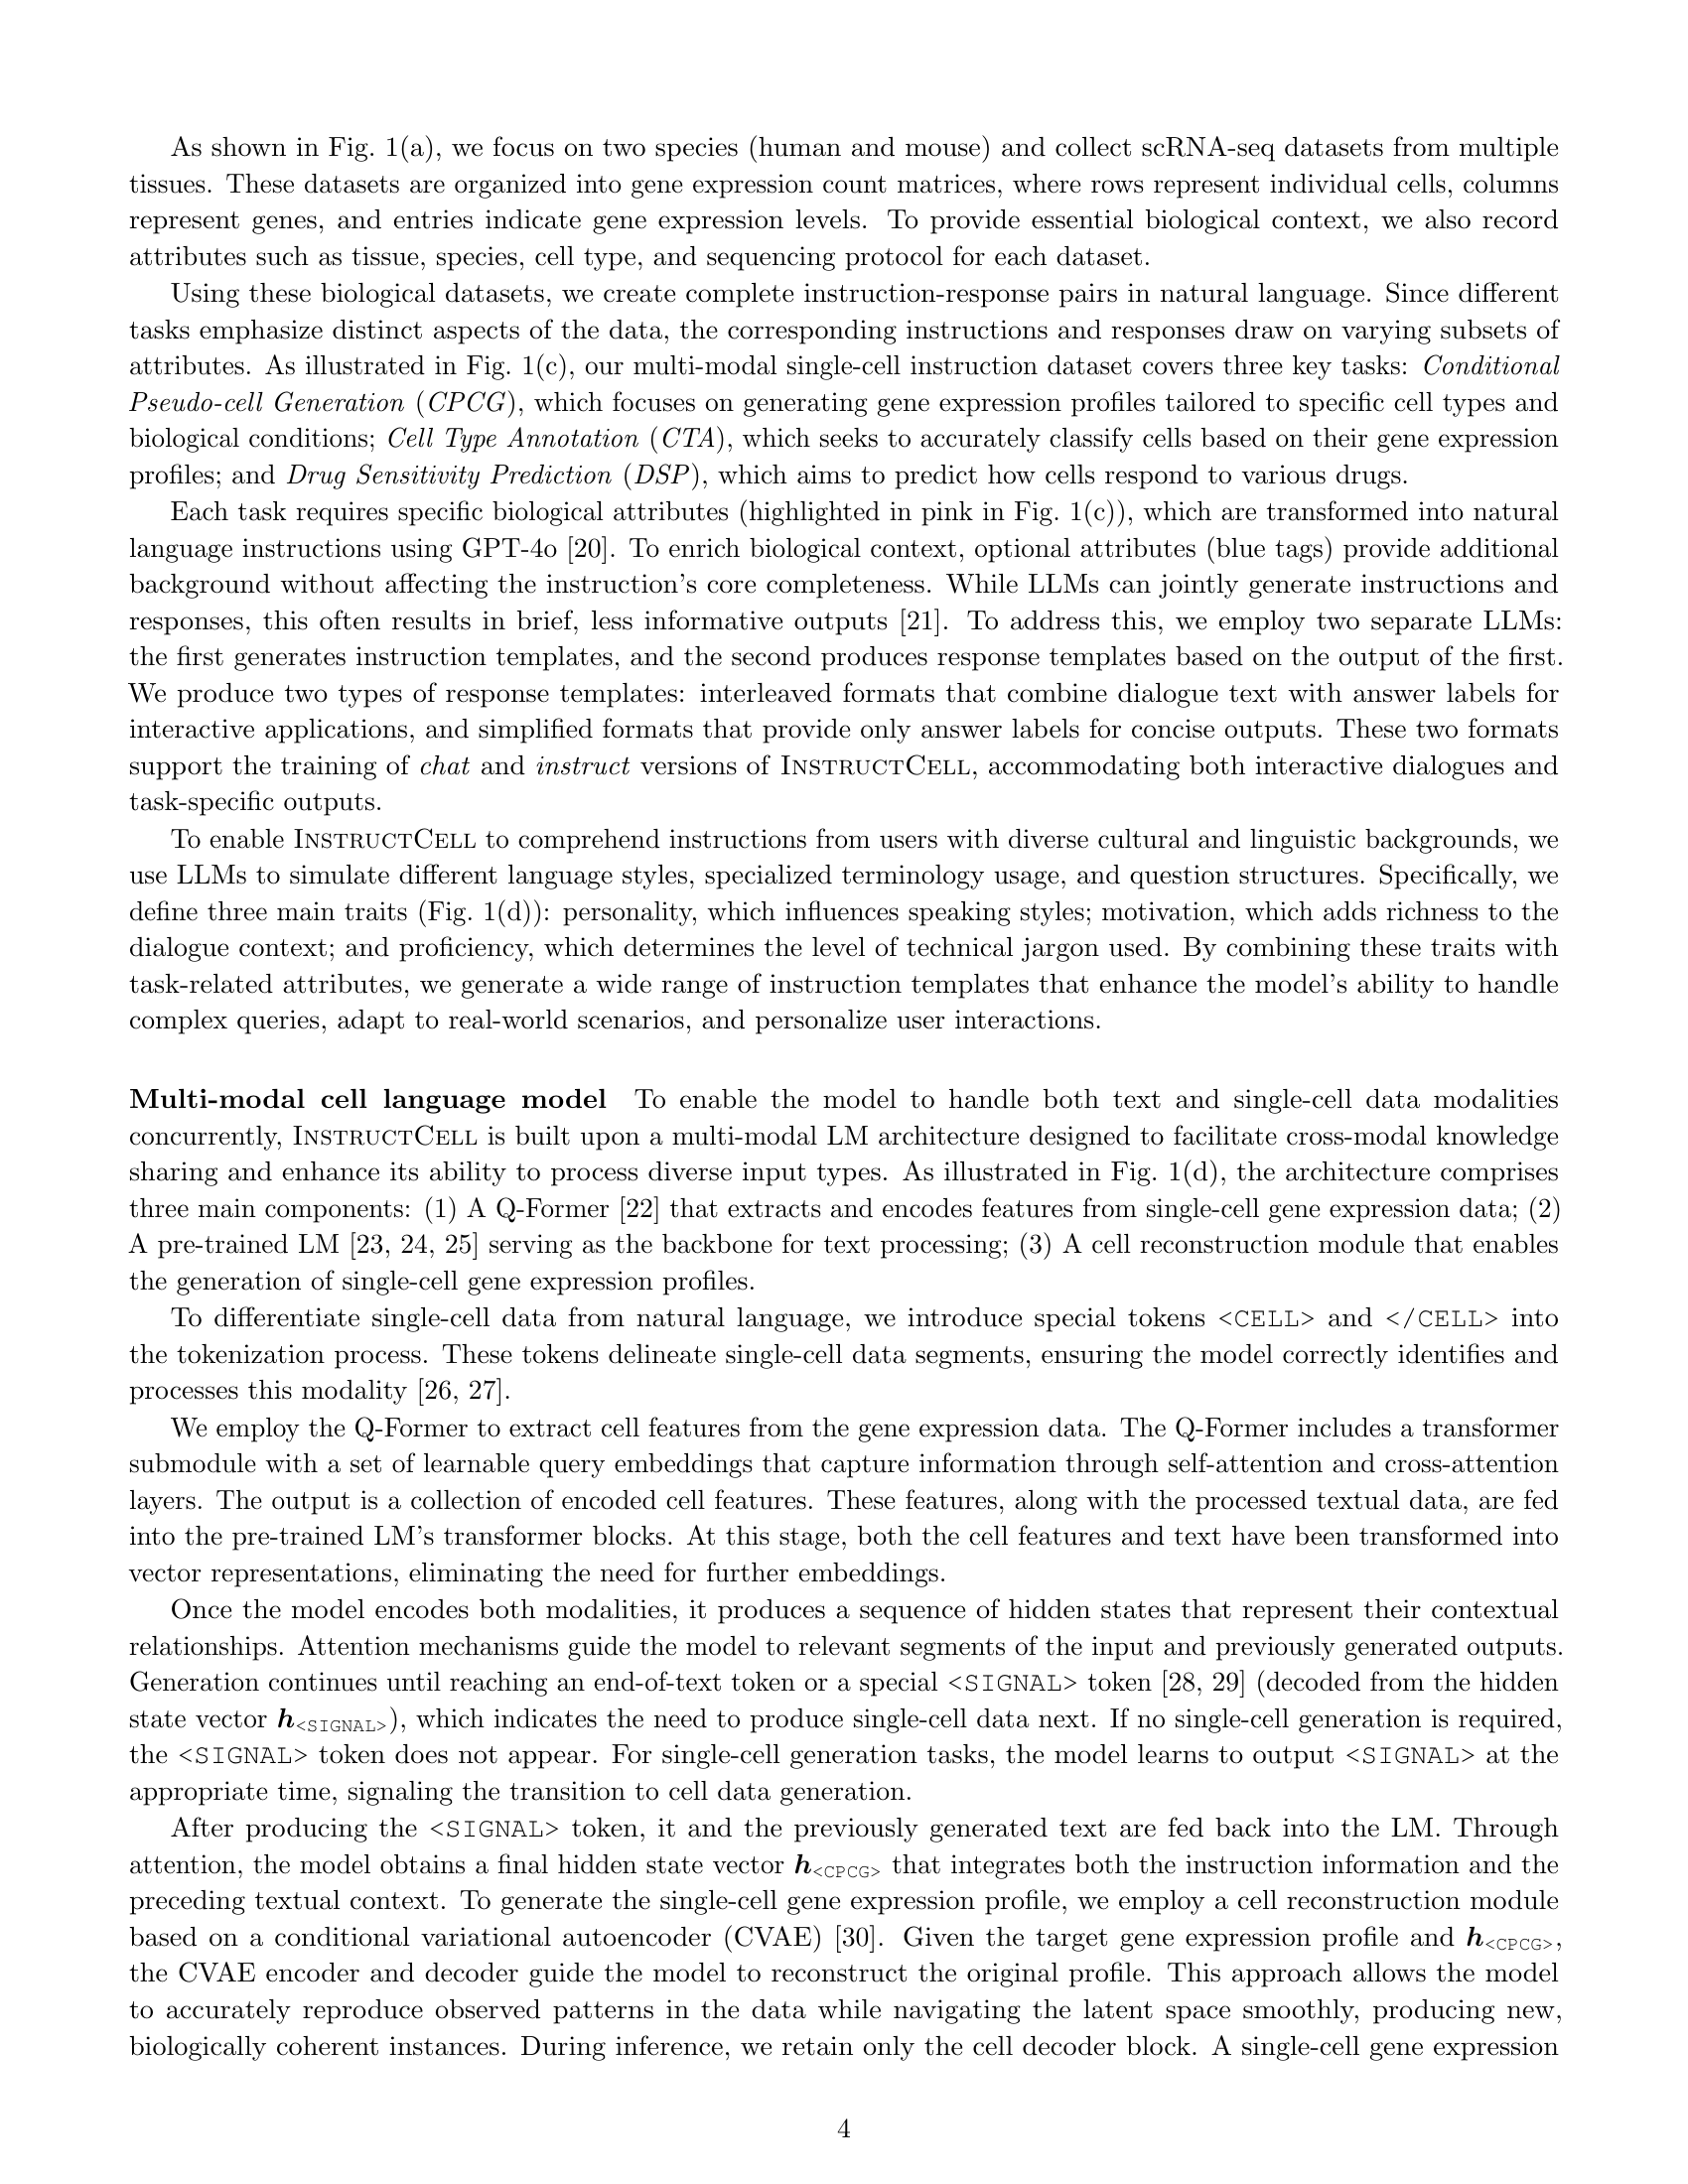 As shown in Fig. 1(a), we focus on two species (human and mouse) and collect scRNA-seq datasets from multiple
tissues. These datasets are organized into gene expression count matrices, where rows represent individual cells, columns
represent genes, and entries indicate gene expression levels. To provide essential biological context, we also record
attributes such as tissue, species, cell type, and sequencing protocol for each dataset.
Using these biological datasets, we create complete instruction-response pairs in natural language. Since different
tasks emphasize distinct aspects of the data, the corresponding instructions and responses draw on varying subsets of
attributes. As illustrated in Fig. 1(c), our multi-modal single-cell instruction dataset covers three key tasks: Conditional
Pseudo-cell Generation (CPCG), which focuses on generating gene expression profiles tailored to specific cell types and
biological conditions; Cell Type Annotation (CTA), which seeks to accurately classify cells based on their gene expression
profiles; and Drug Sensitivity Prediction (DSP), which aims to predict how cells respond to various drugs.
Each task requires specific biological attributes (highlighted in pink in Fig. 1(c)), which are transformed into natural
language instructions using GPT-4o [20]. To enrich biological context, optional attributes (blue tags) provide additional
background without affecting the instruction's core completeness. While LLMs can jointly generate instructions and
responses, this often results in brief, less informative outputs [21]. To address this, we employ two separate LLMs:
the first generates instruction templates, and the second produces response templates based on the output of the first.
We produce two types of response templates: interleaved formats that combine dialogue text with answer labels for
interactive applications, and simplified formats that provide only answer labels for concise outputs. These two formats
support the training of chat and instruct versions of INSTRUCTCELL, accommodating both interactive dialogues and
task-specific outputs.
To enable INSTRUCTCELL to comprehend instructions from users with diverse cultural and linguistic backgrounds, we
use LLMs to simulate different language styles, specialized terminology usage, and question structures. Specifically, we
define three main traits (Fig. 1(d)): personality, which influences speaking styles; motivation, which adds richness to the
dialogue context; and proficiency, which determines the level of technical jargon used. By combining these traits with
task-related attributes, we generate a wide range of instruction templates that enhance the model's ability to handle
complex queries, adapt to real-world scenarios, and personalize user interactions.
Multi-modal cell language model To enable the model to handle both text and single-cell data modalities
concurrently, INSTRUCTCELL is built upon a multi-modal LM architecture designed to facilitate cross-modal knowledge
sharing and enhance its ability to process diverse input types. As illustrated in Fig. 1(d), the architecture comprises
three main components: (1) A Q-Former [22] that extracts and encodes features from single-cell gene expression data; (2)
A pre-trained LM [23, 24, 25] serving as the backbone for text processing; (3) A cell reconstruction module that enables
the generation of single-cell gene expression profiles.
To differentiate single-cell data from natural language, we introduce special tokens <CELL> and </CELL> into
the tokenization process. These tokens delineate single-cell data segments, ensuring the model correctly identifies and
processes this modality [26, 27].
We employ the Q-Former to extract cell features from the gene expression data. The Q-Former includes a transformer
submodule with a set of learnable query embeddings that capture information through self-attention and cross-attention
layers. The output is a collection of encoded cell features. These features, along with the processed textual data, are fed
into the pre-trained LM's transformer blocks. At this stage, both the cell features and text have been transformed into
vector representations, eliminating the need for further embeddings.
Once the model encodes both modalities, it produces a sequence of hidden states that represent their contextual
relationships. Attention mechanisms guide the model to relevant segments of the input and previously generated outputs.
Generation continues until reaching an end-of-text token or a special <SIGNAL> token [28, 29] (decoded from the hidden
state vector h<SIGNAL>), which indicates the need to produce single-cell data next. If no single-cell generation is required,
the <SIGNAL> token does not appear. For single-cell generation tasks, the model learns to output <SIGNAL> at the
appropriate time, signaling the transition to cell data generation.
After producing the <SIGNAL> token, it and the previously generated text are fed back into the LM. Through
attention, the model obtains a final hidden state vector h<CPCG> that integrates both the instruction information and the
preceding textual context. To generate the single-cell gene expression profile, we employ a cell reconstruction module
based on a conditional variational autoencoder (CVAE) [30]. Given the target gene expression profile and h<CPCG>,
the CVAE encoder and decoder guide the model to reconstruct the original profile. This approach allows the model
to accurately reproduce observed patterns in the data while navigating the latent space smoothly, producing new,
biologically coherent instances. During inference, we retain only the cell decoder block. A single-cell gene expression
4